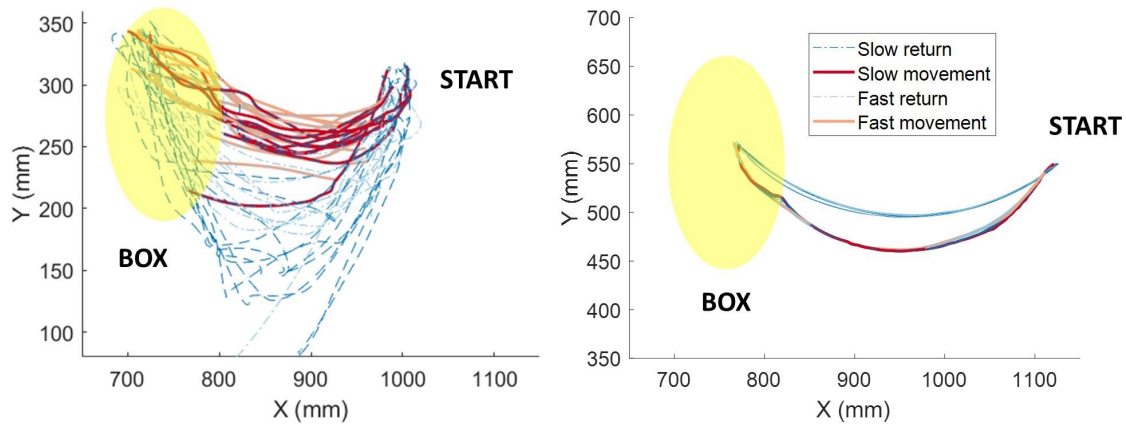 350
300
250
200
150
100
Y (mm)
700
800
900
1000
1100
X (mm)
START
BOX
700
650
600
550
500
450
400
350
Y (mm)
700
800
900
1000
1100
X (mm)
Slow return
Slow movement
Fast return
Fast movement
START
BOX